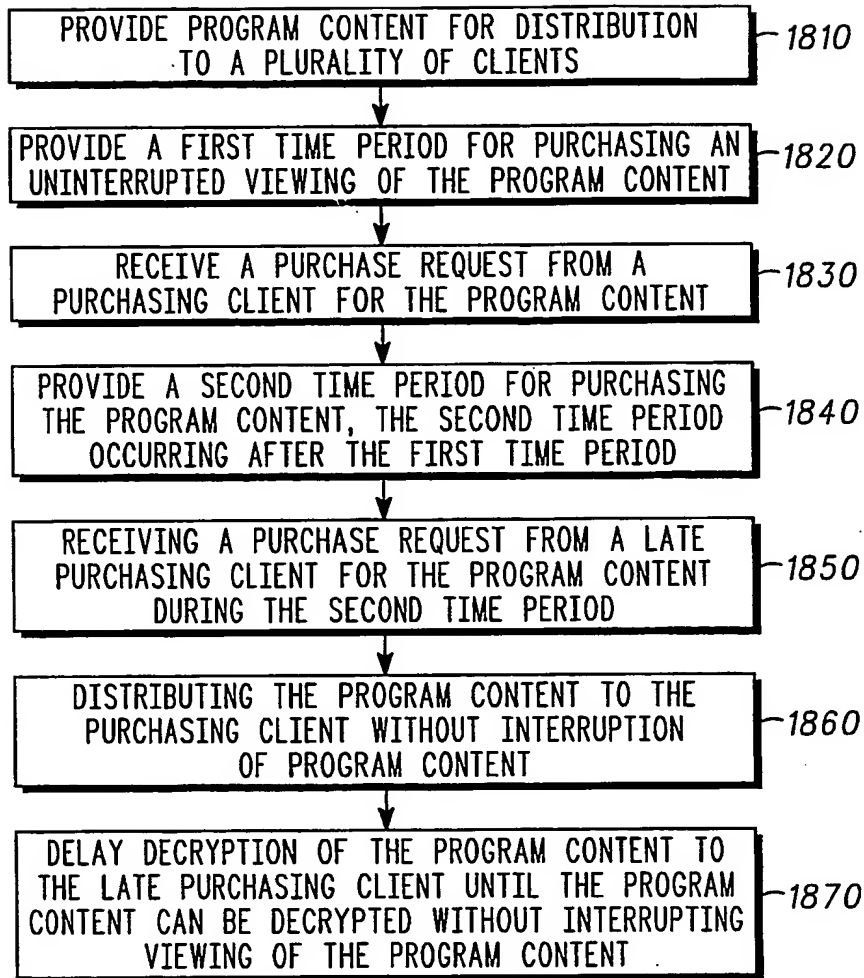 PROVIDE PROGRAM CONTENT FOR DISTRIBUTION
TO A PLURALITY OF CLIENTS
1810
PROVIDE A FIRST TIME PERIOD FOR PURCHASING AN
UNINTERRUPTED VIEWING OF THE PROGRAM CONTENT
1820
RECEIVE A PURCHASE REQUEST FROM A
PURCHASING CLIENT FOR THE PROGRAM CONTENT
1830
PROVIDE A SECOND TIME PERIOD FOR PURCHASING
THE PROGRAM CONTENT, THE SECOND TIME PERIOD
OCCURRING AFTER THE FIRST TIME PERIOD
1840
RECEIVING A PURCHASE REQUEST FROM A LATE
PURCHASING CLIENT FOR THE PROGRAM CONTENT
DURING THE SECOND TIME PERIOD
1850
DISTRIBUTING THE PROGRAM CONTENT TO THE
PURCHASING CLIENT WITHOUT INTERRUPTION
OF PROGRAM CONTENT
1860
DELAY DECRYPTION OF THE PROGRAM CONTENT TO
THE LATE PURCHASING CLIENT UNTIL THE PROGRAM
CONTENT CAN BE DECRYPTED WITHOUT INTERRUPTING
VIEWING OF THE PROGRAM CONTENT
1870